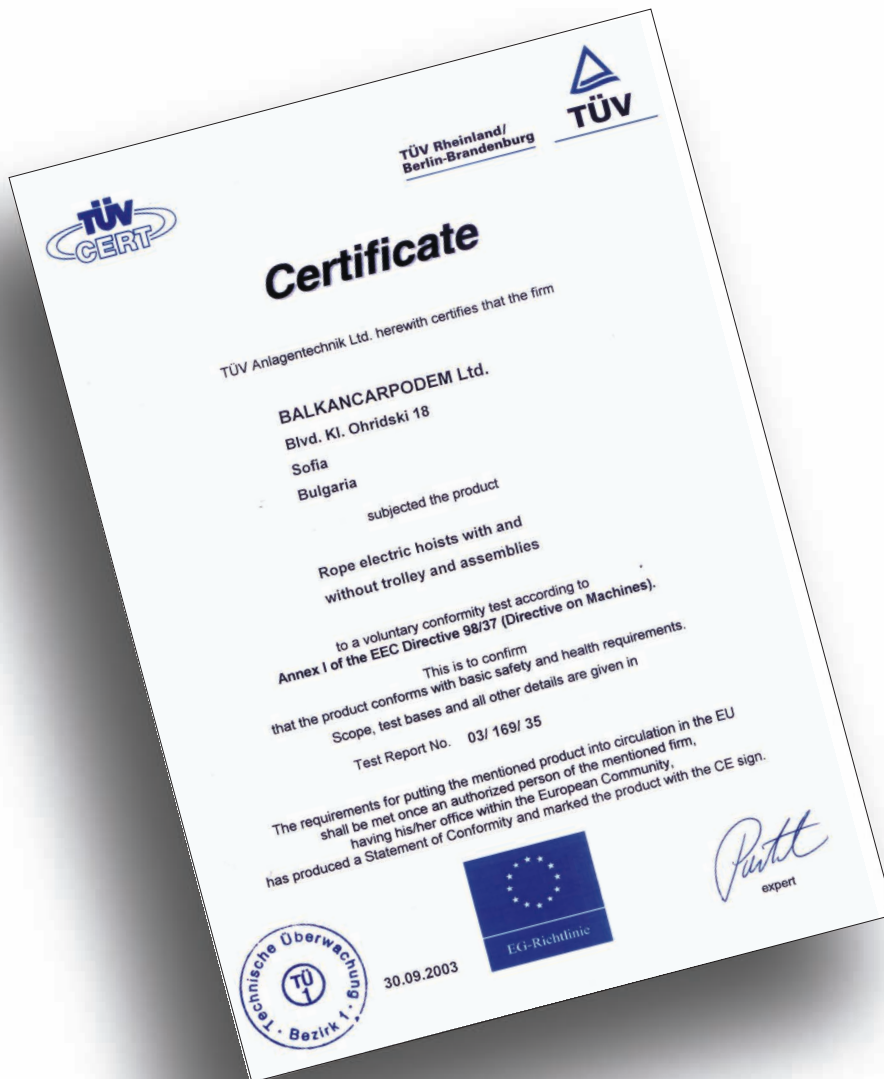 TÜV
TÜV Rheinland/
Berlin-Brandenburg
TÜV
CERT
Certificate
TÜV Anlagentechnik Ltd. herewith certifies that the firm
BALKANCARPODEM Ltd.
Blvd. Kl. Ohridski 18
Sofia
Bulgaria
subjected the product
Rope electric hoists with and
without trolley and assemblies
to a voluntary conformity test according to
Annex I of the EEC Directive 98/37 (Directive on Machines).
This is to confirm
that the product conforms with basic safety and health requirements.
Scope, test bases and all other details are given in
Test Report No. 03/ 169/ 35
The requirements for putting the mentioned product into circulation in the EU
shall be met once an authorized person of the mentioned firm,
having his/her office within the European Community,
has produced a Statement of Conformity and marked the product with the CE sign.
expert
EG-Richtlinie
30.09.2003
Technische Überwachung
TÜ
1
Bezirk 1